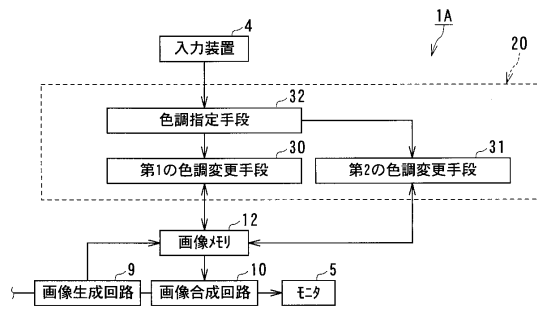 1A
4
入力装置
20
32
色調指定手段
30
第1の色調変更手段
31
第2の色調変更手段
12
画像メモリ
9
画像生成回路
10
画像合成回路
5
モニタ